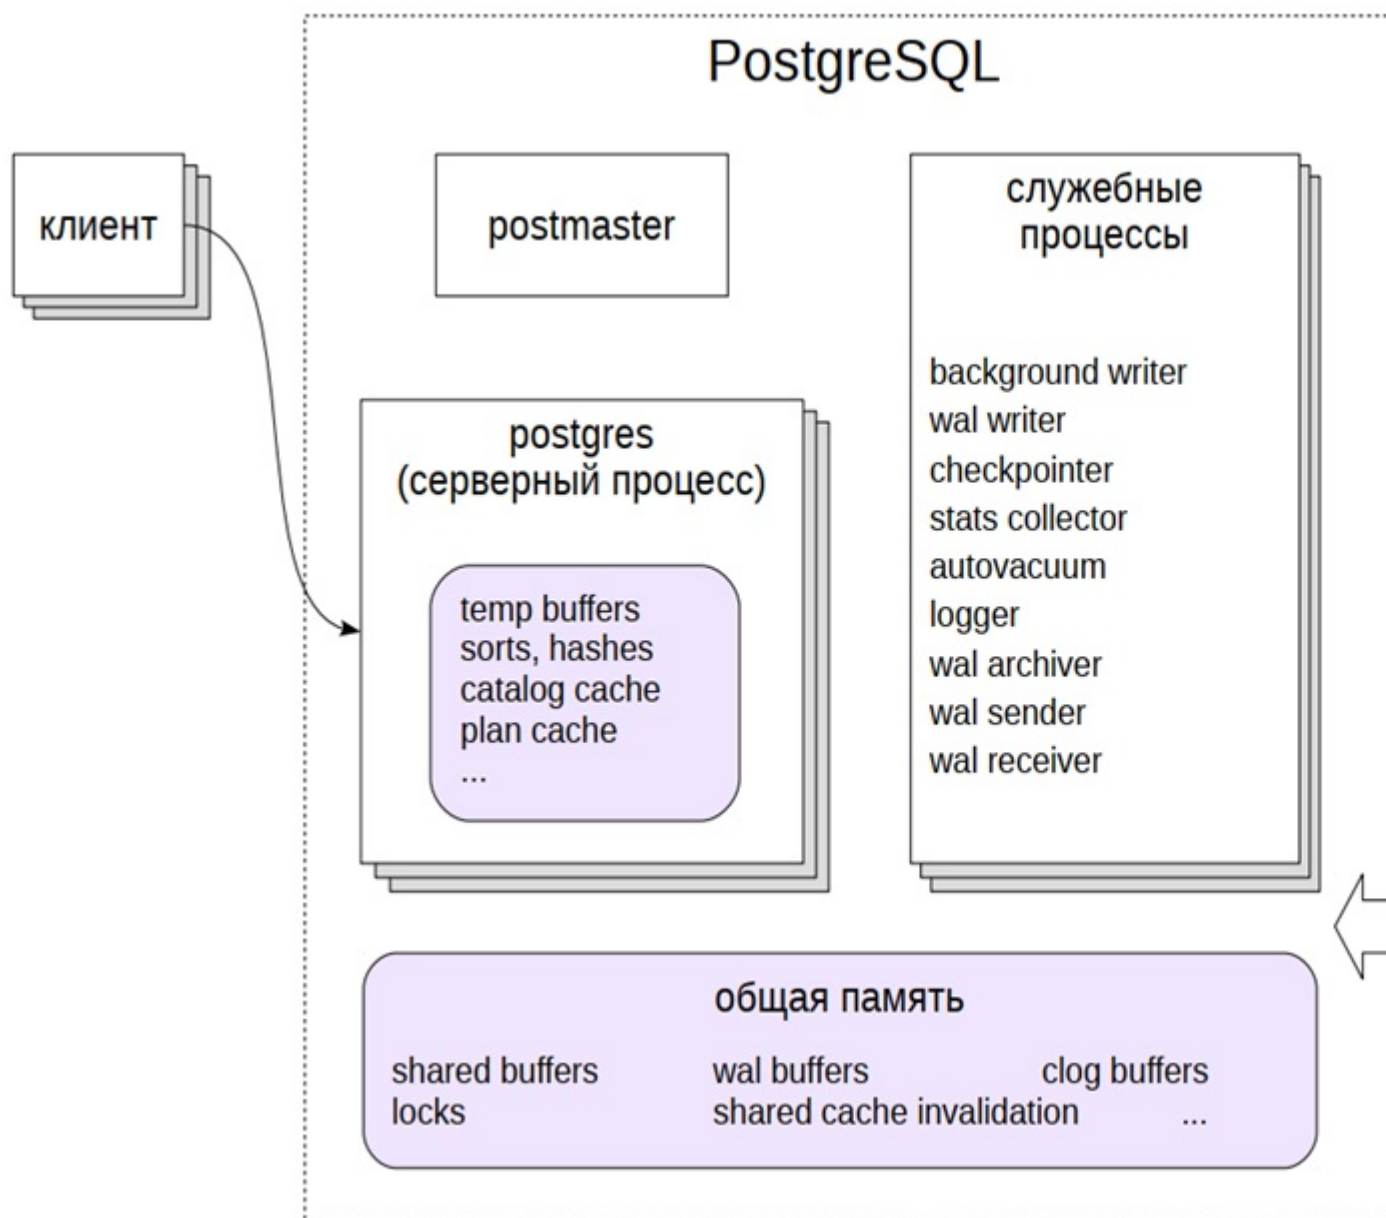 PostgreSQL
клиент
postmaster
служебные
процессы
background writer
wal writer
checkpointer
stats collector
autovacuum
logger
wal archiver
wal sender
wal receiver
postgres
(серверный процесс)
temp buffers
sorts, hashes
catalog cache
plan cache
...
общая память
shared buffers wal buffers clog buffers
locks shared cache invalidation ...